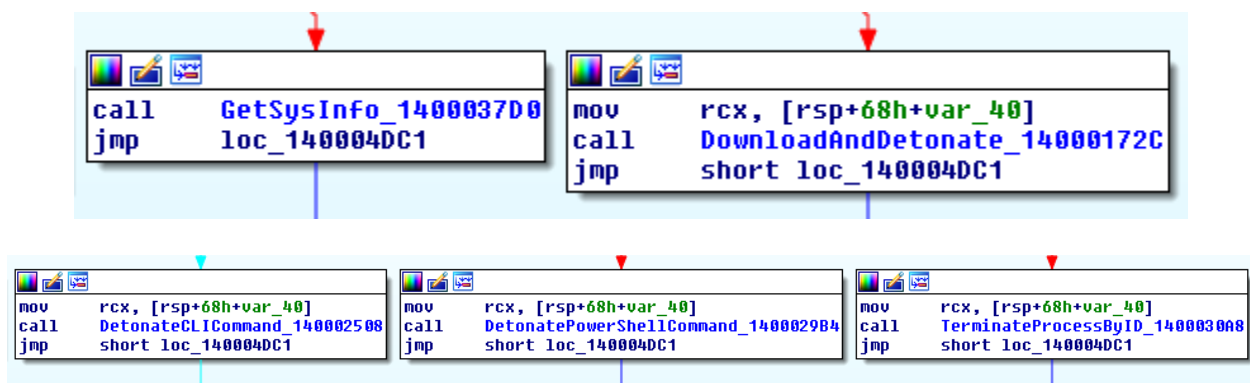 call GetSysInfo_1400037D0
jmp loc_140004DC1
mov rcx, [rsp+68h+var_40]
call DownloadAndDetonate_14000172C
jmp short loc_140004DC1
mov rcx, [rsp+68h+var_40]
call DetonateCLICommand_140002508
jmp short loc_140004DC1
mov rcx, [rsp+68h+var_40]
call DetonatePowerShellCommand_1400029B4
jmp short loc_140004DC1
mov rcx, [rsp+68h+var_40]
call TerminateProcessByID_1400030A8
jmp short loc_140004DC1